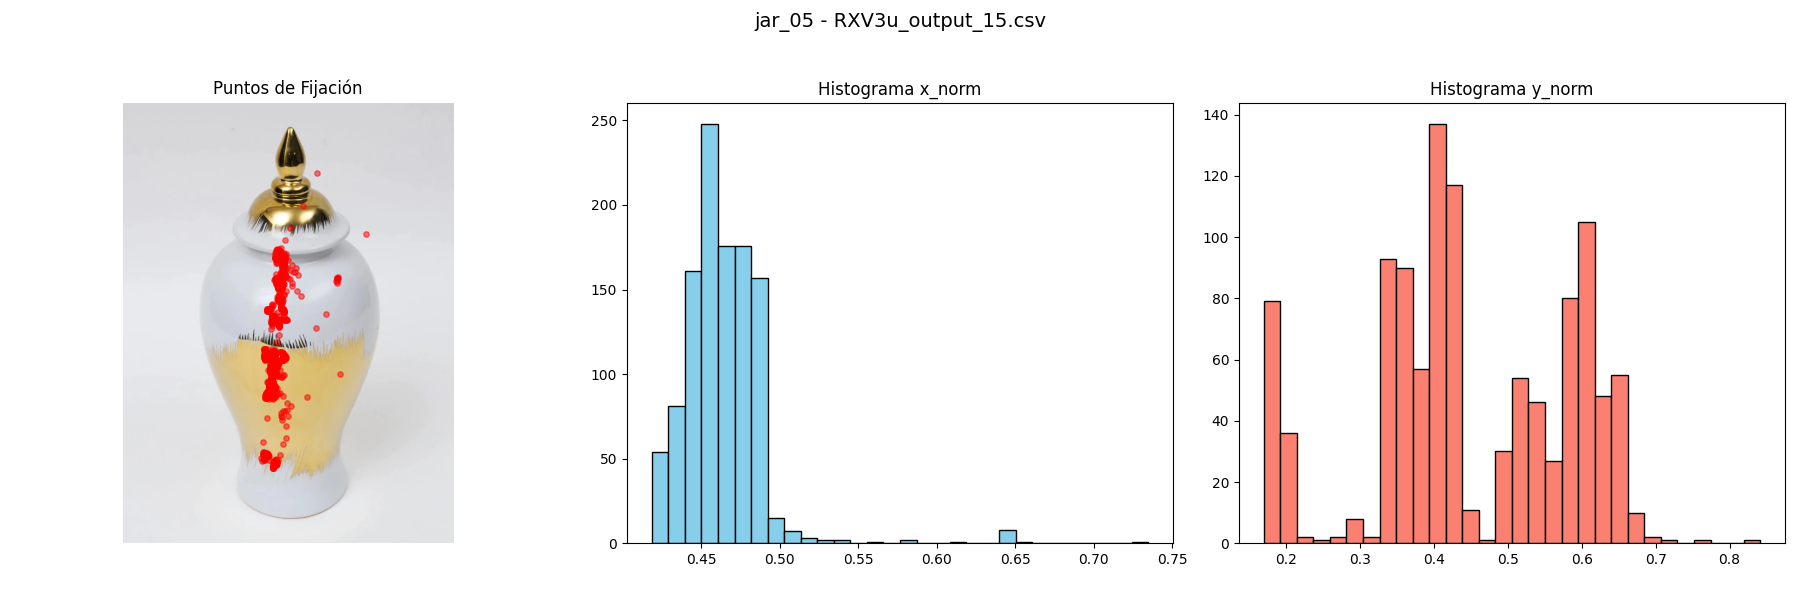 jar_05 - RXV3u_output_15.csv
Puntos de Fijación
Histograma x_norm
250
200
150
100
50
0
0.45 0.50 0.55 0.60 0.65 0.70 0.75
Histograma y_norm
140
120
100
80
60
40
20
0
0.2 0.3 0.4 0.5 0.6 0.7 0.8